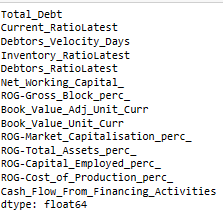 Total_Debt
Current_RatioLatest
Debtors_Velocity_Days
Inventory_RatioLatest
Debtors_RatioLatest
Net_Working_Capital_
ROG-Gross_Block_perc_
Book_Value_Adj_Unit_Curr
Book_Value_Unit_Curr
ROG-Market_Capitalisation_perc_
ROG-Total_Assets_perc_
ROG-Capital_Employed_perc_
ROG-Cost_of_Production_perc_
Cash_Flow_From_Financing_Activities
dtype: float64